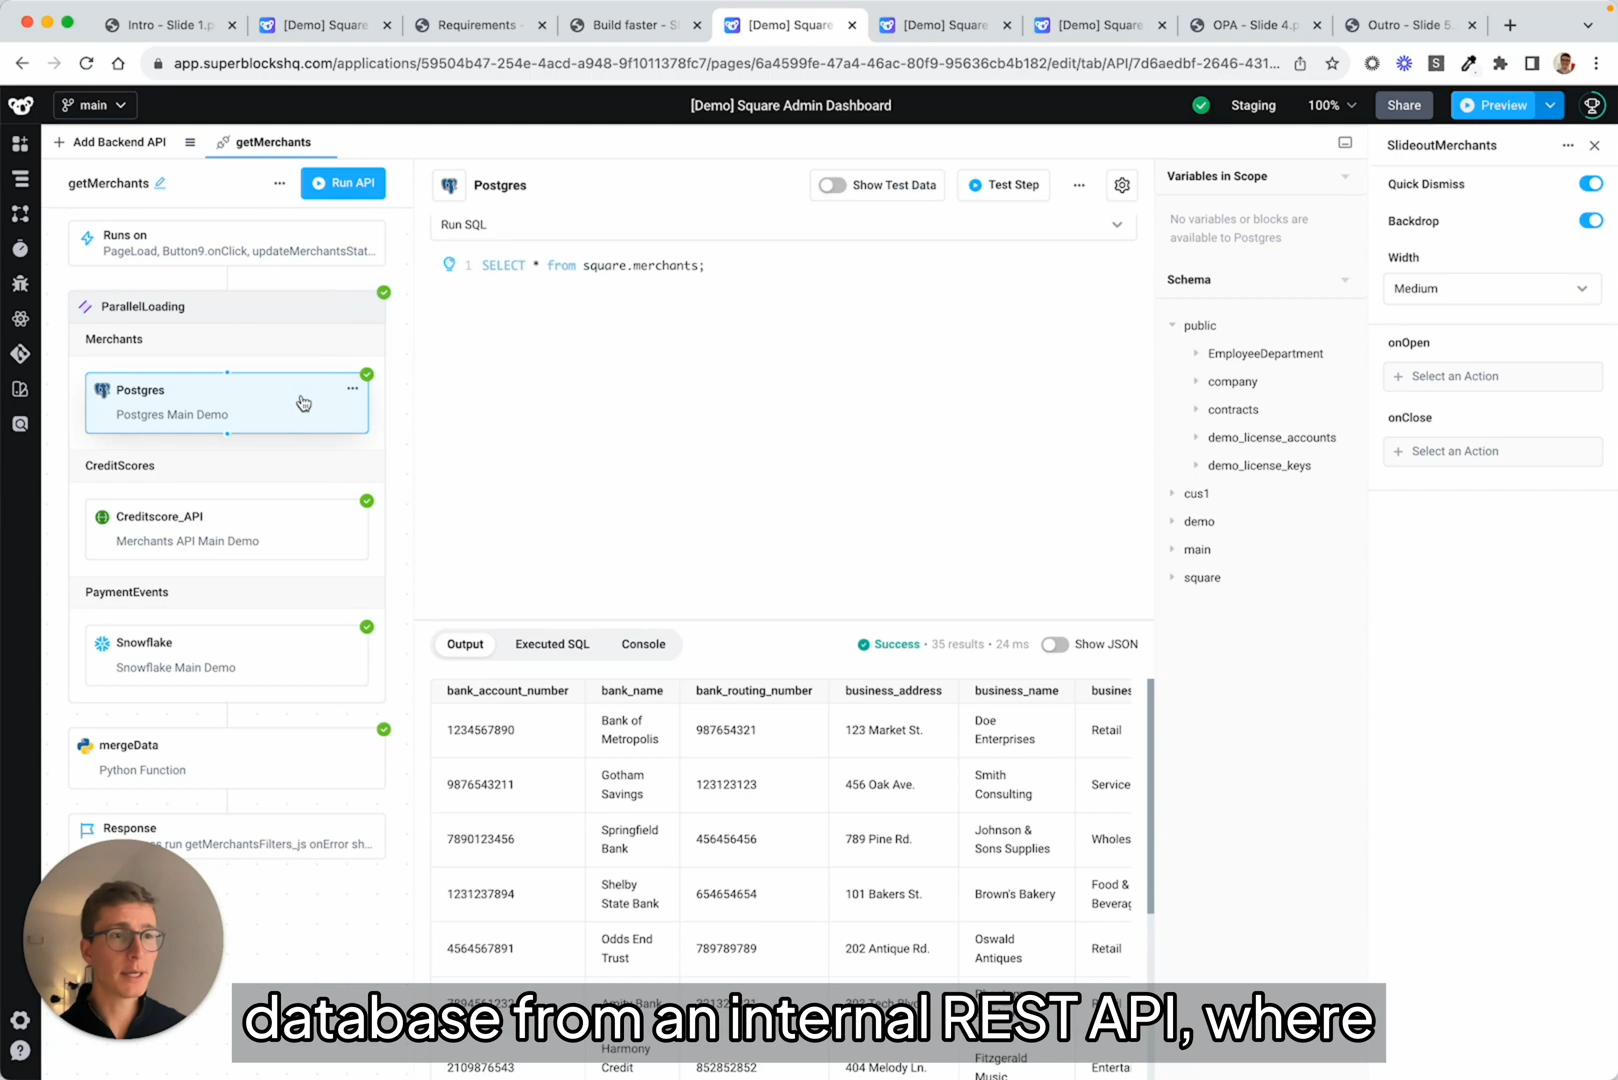 Intro - Slide 1.p
[Demo] Square
Requirements -
Build faster - Sl
[Demo] Square
[Demo] Square
[Demo] Square
OPA - Slide 4.p
Outro - Slide 5.
app.superblockshq.com/applications/59504b47-254e-4acd-a948-9f1011378fc7/pages/6a4599fe-47a4-46ac-80f9-95636cb4b182/edit/tab/API/7d6aedbf-2646-431...
main
[Demo] Square Admin Dashboard
Staging
100%
Share
Preview
Add Backend API
getMerchants
getMerchants
Run API
Runs on
PageLoad, Button9.onClick, updateMerchantsStat...
ParallelLoading
Merchants
Postgres
Postgres Main Demo
CreditScores
Creditscore_API
Merchants API Main Demo
PaymentEvents
Snowflake
Snowflake Main Demo
mergeData
Python Function
Response
run getMerchantsFilters_js onError sh...
Postgres
Show Test Data
Test Step
Run SQL
1 SELECT * from square.merchants;
Output Executed SQL Console
Success • 35 results • 24 ms
Show JSON
bank_account_number bank_name bank_routing_number business_address business_name busines
1234567890 Bank of Metropolis 987654321 123 Market St. Doe Enterprises Retail
9876543211 Gotham Savings 123123123 456 Oak Ave. Smith Consulting Service
7890123456 Springfield Bank 456456456 789 Pine Rd. Johnson & Sons Supplies Wholes
1231237894 Shelby State Bank 654654654 101 Bakers St. Brown's Bakery Food & Beverag
4564567891 Odds End Trust 789789789 202 Antique Rd. Oswald Antiques Retail
2109876543 Harmony Credit 852852852 404 Melody Ln. Fitzgerald Music Enterta
Variables in Scope
No variables or blocks are
available to Postgres
Schema
public
EmployeeDepartment
company
contracts
demo_license_accounts
demo_license_keys
cus1
demo
main
square
SlideoutMerchants
Quick Dismiss
Backdrop
Width
Medium
onOpen
Select an Action
onClose
Select an Action
database from an internal REST API, where